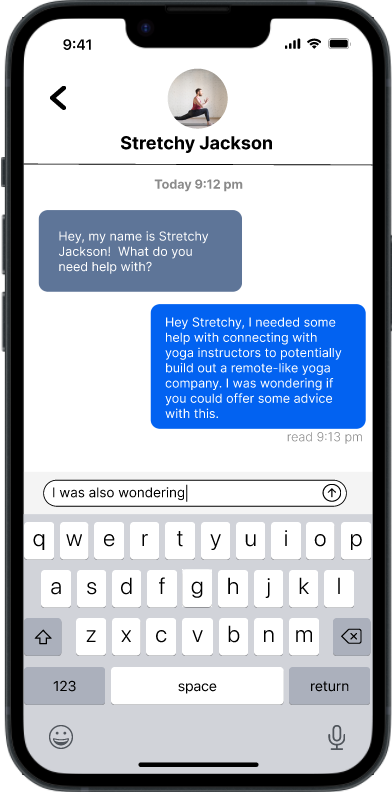 9:41
Stretchy Jackson
Today 9:12 pm
Hey, my name is Stretchy
Jackson!  What do you
need help with?
Hey Stretchy, I needed some
help with connecting with
yoga instructors to potentially
build out a remote-like yoga
company. I was wondering if
you could offer some advice
with this.
read 9:13 pm
I was also wondering
q w e r t y u i o p
a s d f g h j k l
z x c v b n m
123 space return